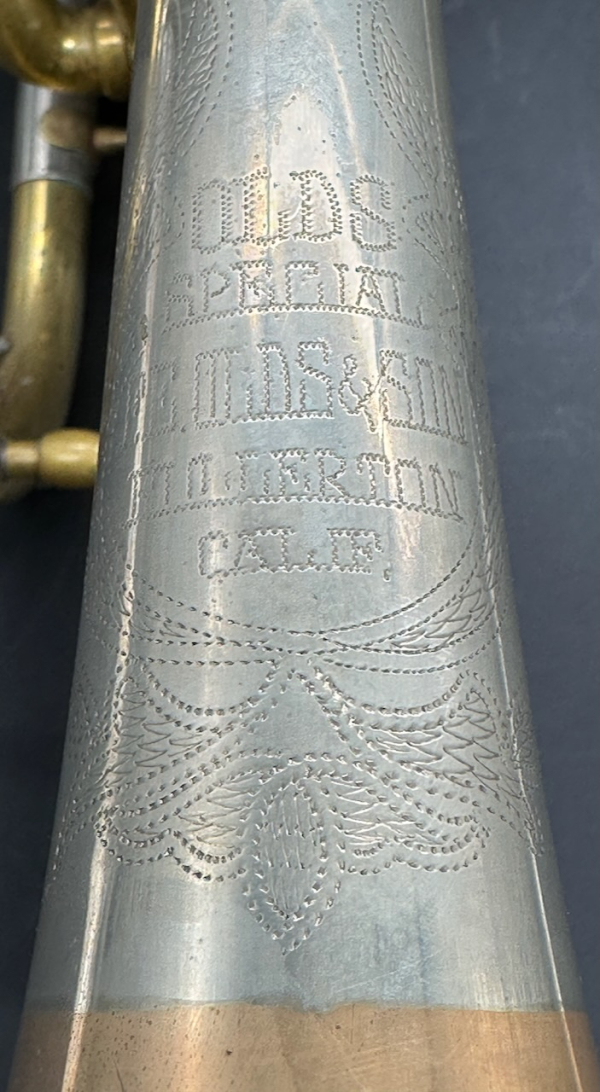 OLDS
SPECIAL
F.E. OLDS & SON
FULLERTON
CALIF.